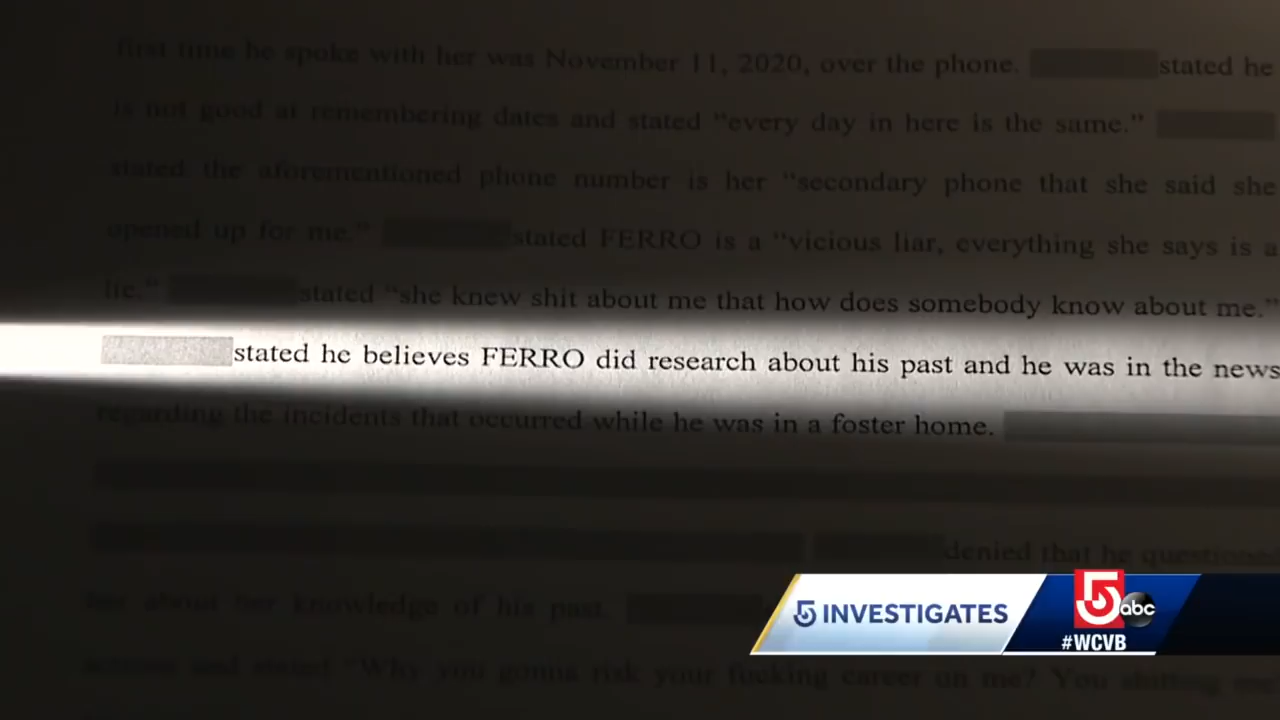 first time he spoke with her was November 11, 2020, over the phone. stated he
is not good at remembering dates and stated “every day in here is the same.”
stated the aforementioned phone number is her “secondary phone that she said she
opened up for me.” stated FERRO is a “vicious liar, everything she says is a
lie.” stated “she knew shit about me that how does somebody know about me.”
stated he believes FERRO did research about his past and he was in the news
regarding the incidents that occurred while he was in a foster home.
denied that he questioned
her about her knowledge of his past.
and stated “Why you gonna risk your fucking career on me? You shitting me
5 INVESTIGATES
5 abc
#WCVB